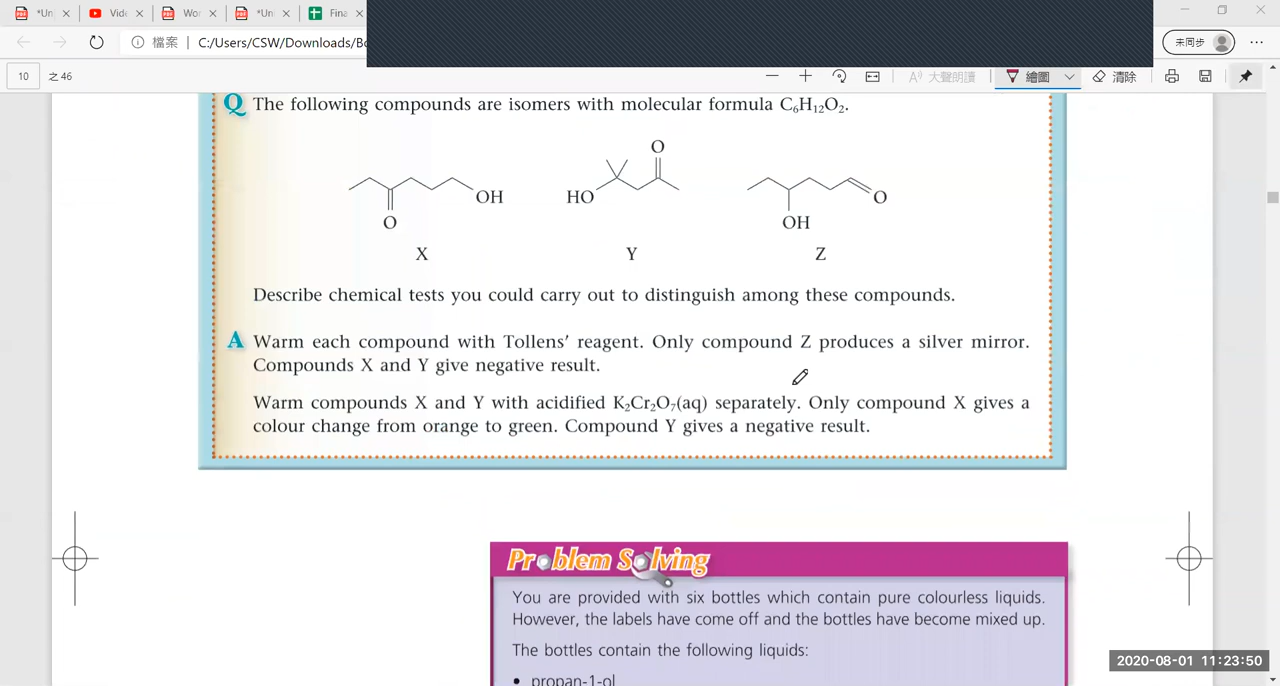 *Un
Vide
Wor
*Un
Fina
檔案 C:/Users/CSW/Downloads/Bo
未同步
10 之 46
大聲朗讀 繪圖 清除
Q The following compounds are isomers with molecular formula C₆H₁₂O₂.
O
OH HO O
O OH
X Y Z
Describe chemical tests you could carry out to distinguish among these compounds.
A Warm each compound with Tollens’ reagent. Only compound Z produces a silver mirror.
Compounds X and Y give negative result.
Warm compounds X and Y with acidified K₂Cr₂O₇(aq) separately. Only compound X gives a
colour change from orange to green. Compound Y gives a negative result.
Problem Solving
You are provided with six bottles which contain pure colourless liquids.
However, the labels have come off and the bottles have become mixed up.
The bottles contain the following liquids:
• propan-1-ol
2020-08-01 11:23:50